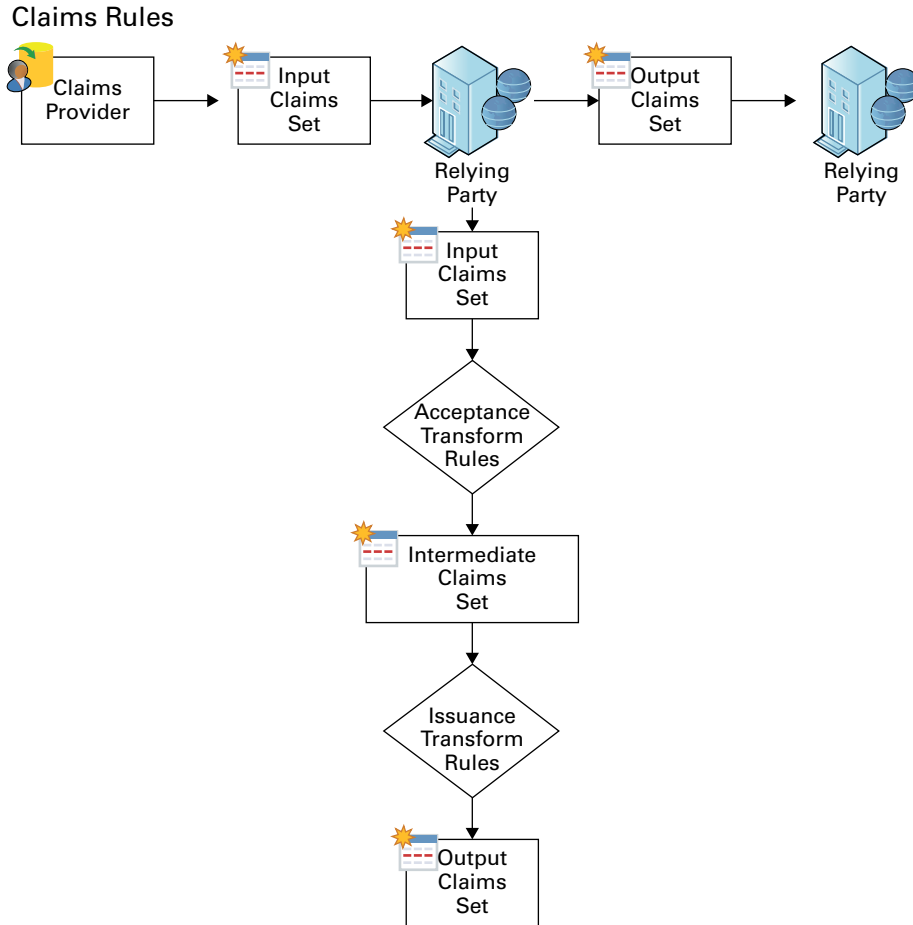 Claims Rules
Claims
Provider
Input
Claims
Set
Relying
Party
Output
Claims
Set
Relying
Party
Input
Claims
Set
Acceptance
Transform
Rules
Intermediate
Claims
Set
Issuance
Transform
Rules
Output
Claims
Set